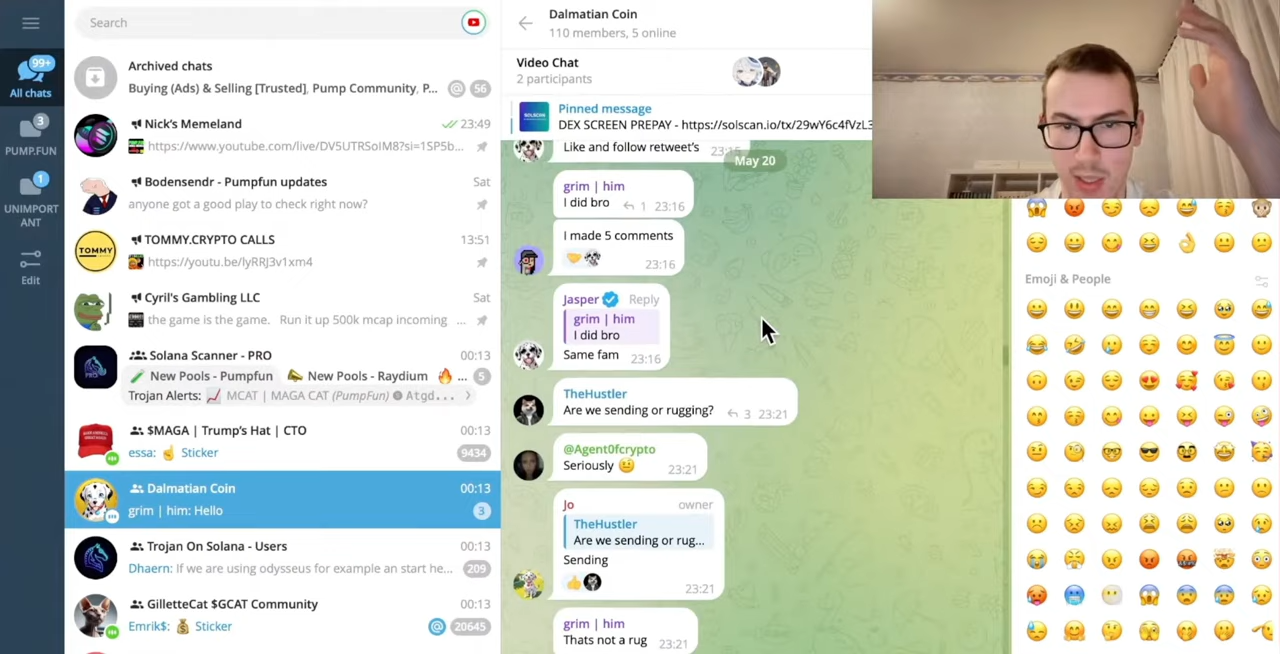 Search
99+
All chats
3
PUMP.FUN
1
UNIMPORT
ANT
Edit
Archived chats
Buying (Ads) & Selling [Trusted], Pump Community, P... @ 56
Nick's Memeland 23:49
https://www.youtube.com/live/DV5UTRSoIM8?si=1SP5b...
Bodensendr - Pumpfun updates Sat
anyone got a good play to check right now?
TOMMY
TOMMY.CRYPTO CALLS 13:51
https://youtu.be/lyRRJ3v1xm4
Cyril's Gambling LLC Sat
the game is the game. Run it up 500k mcap incoming ...
PRO
Solana Scanner - PRO 00:13
New Pools - Pumpfun New Pools - Raydium ... 5
Trojan Alerts: MCAT | MAGA CAT (PumpFun) Atgd...
$MAGA | Trump's Hat | CTO 00:13
essa: ☝ Sticker 9434
Dalmatian Coin 00:13
grim | him: Hello 3
Trojan On Solana - Users 00:13
Dhaern: If we are using odysseus for example an start he... 209
GilletteCat $GCAT Community 00:13
Emrik$: 💰 Sticker @ 20645
Dalmatian Coin
110 members, 5 online
Video Chat
2 participants
SOLSCAN
Pinned message
DEX SCREEN PREPAY - https://solscan.io/tx/29wY6c4fVzL3
Like and follow retweet's 23:15
May 20
grim | him
I did bro 1 23:16
I made 5 comments
23:16
Jasper Reply
grim | him
I did bro
Same fam 23:16
TheHustler
Are we sending or rugging? 3 23:21
@Agent0fcrypto
Seriously 😐 23:21
Jo owner
TheHustler
Are we sending or rug...
Sending
23:21
grim | him
Thats not a rug 23:21
Emoji & People